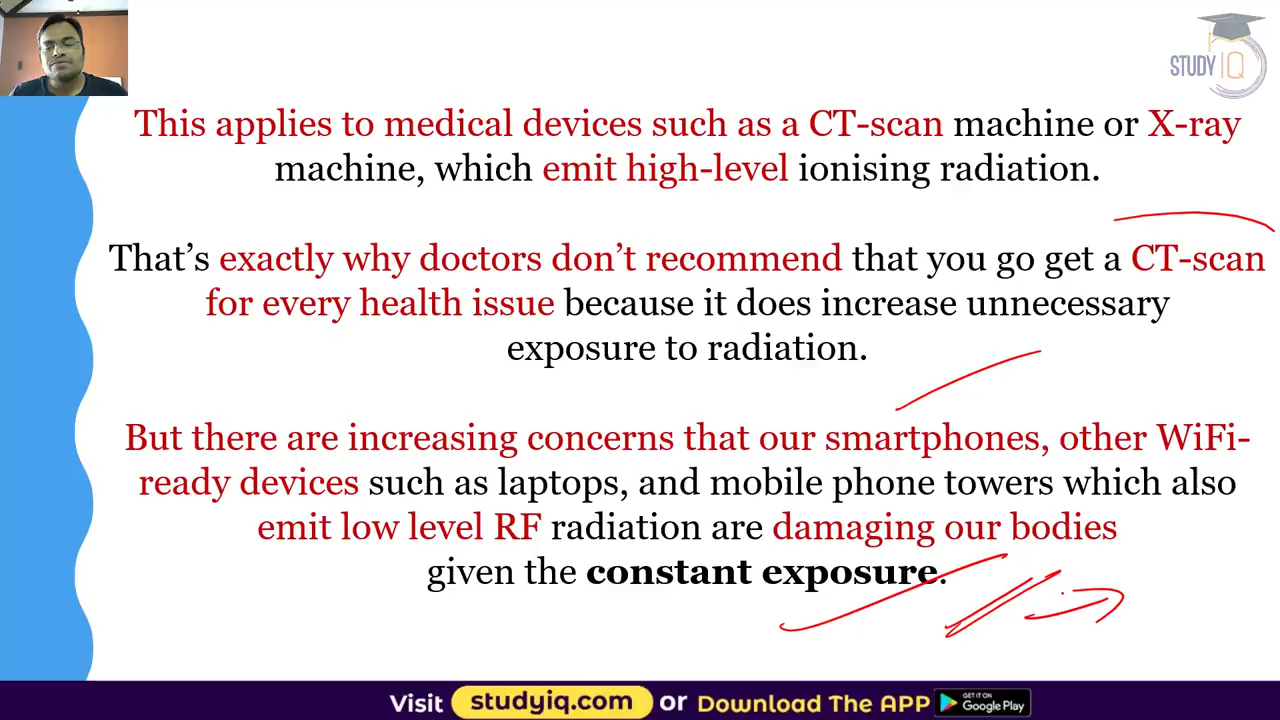 STUDY IQ
This applies to medical devices such as a CT-scan machine or X-ray
machine, which emit high-level ionising radiation.
That’s exactly why doctors don’t recommend that you go get a CT-scan
for every health issue because it does increase unnecessary
exposure to radiation.
But there are increasing concerns that our smartphones, other WiFi-
ready devices such as laptops, and mobile phone towers which also
emit low level RF radiation are damaging our bodies
given the constant exposure.
Visit studyiq.com or Download The APP GET IT ON Google Play